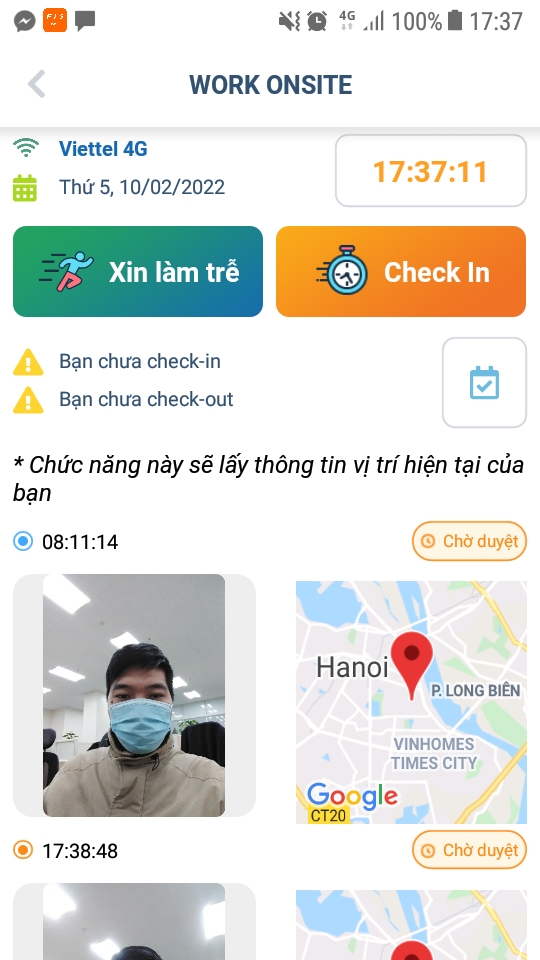 4G 100% 17:37
WORK ONSITE
Viettel 4G
Thứ 5, 10/02/2022
17:37:11
Xin làm trễ
Check In
Bạn chưa check-in
Bạn chưa check-out
* Chức năng này sẽ lấy thông tin vị trí hiện tại của
bạn
08:11:14
Chờ duyệt
Hanoi
P. LONG BIÊN
VINHOMES
TIMES CITY
Google
CT20
17:38:48
Chờ duyệt